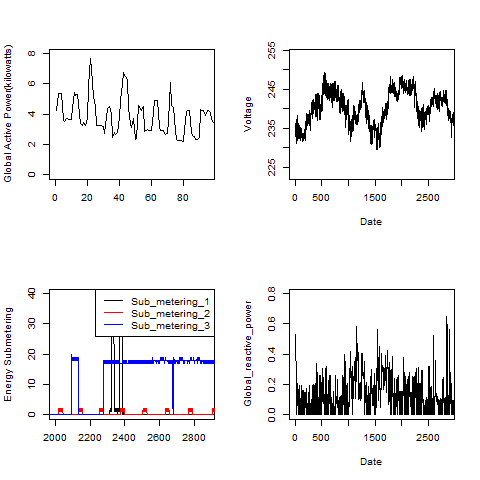 Global Active Power(kilowatts)
8
6
4
2
0
0 20 40 60 80
Voltage
255
245
235
225
0 500 1500 2500
Date
Energy Submetering
40
30
20
10
0
Sub_metering_1
Sub_metering_2
Sub_metering_3
2000 2200 2400 2600 2800
Global_reactive_power
0.8
0.6
0.4
0.2
0.0
0 500 1500 2500
Date